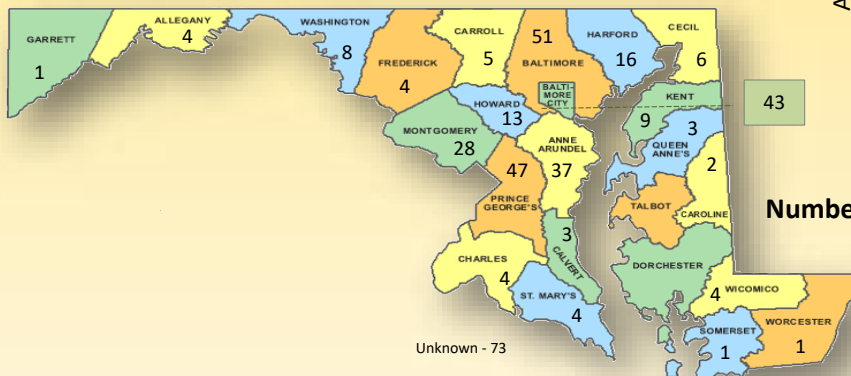 GARRETT
1
ALLEGANY
4
WASHINGTON
8
FREDERICK
4
CARROLL
5
51
BALTIMORE
HARFORD
16
CECIL
6
BALTI-
MORE
CITY
43
HOWARD
13
MONTGOMERY
28
ANNE
ARUNDEL
37
KENT
9
3
QUEEN
ANNE'S
2
CAROLINE
TALBOT
47
PRINCE
GEORGE'S
3
CALVERT
CHARLES
4
ST. MARY'S
4
DORCHESTER
4
WICOMICO
SOMERSET
1
WORCESTER
1
Unknown - 73
Numbe
A